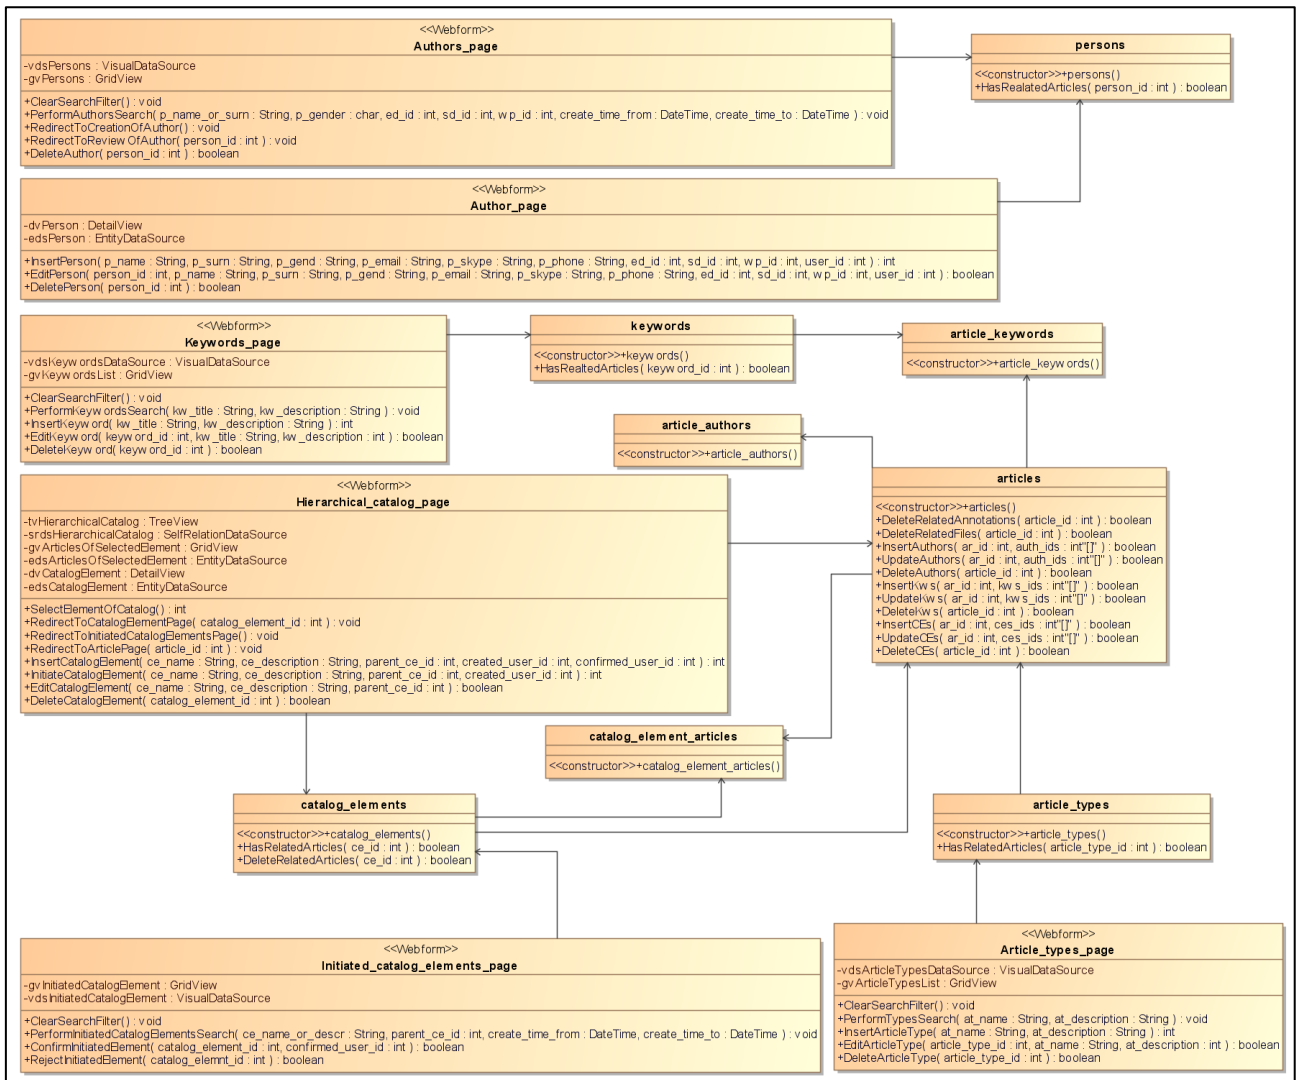 <<Webform>>
Authors_page
-vdsPersons : VisualDataSource
-gvPersons : GridView
+ClearSearchFilter() : void
+PerformAuthorsSearch( p_name_or_surn : String, p_gender : char, ed_id : int, sd_id : int, wp_id : int, create_time_from : DateTime, create_time_to : DateTime ) : void
+RedirectToCreationOfAuthor() : void
+RedirectToReviewOfAuthor( person_id : int ) : void
+DeleteAuthor( person_id : int ) : boolean
persons
<<constructor>>+persons()
+HasRealatedArticles( person_id : int ) : boolean
<<Webform>>
Author_page
-dvPerson : DetailView
-edsPerson : EntityDataSource
+InsertPerson( p_name : String, p_surn : String, p_gend : String, p_email : String, p_skype : String, p_phone : String, ed_id : int, sd_id : int, wp_id : int, user_id : int ) : int
+EditPerson( person_id : int, p_name : String, p_surn : String, p_gend : String, p_email : String, p_skype : String, p_phone : String, ed_id : int, sd_id : int, wp_id : int, user_id : int ) : boolean
+DeletePerson( person_id : int ) : boolean
<<Webform>>
Keywords_page
-vdsKeywordsDataSource : VisualDataSource
-gvKeywordsList : GridView
+ClearSearchFilter() : void
+PerformKeywordsSearch( kw_title : String, kw_description : String ) : void
+InsertKeyword( kw_title : String, kw_description : String ) : int
+EditKeyword( keyword_id : int, kw_title : String, kw_description : int ) : boolean
+DeleteKeyword( keyword_id : int ) : boolean
keywords
<<constructor>>+keywords()
+HasRealtedArticles( keyword_id : int ) : boolean
article_keywords
<<constructor>>+article_keywords()
article_authors
<<constructor>>+article_authors()
articles
<<constructor>>+articles()
+DeleteRelatedAnnotations( article_id : int ) : boolean
+DeleteRelatedFiles( article_id : int ) : boolean
+InsertAuthors( ar_id : int, auth_ids : int"[]" ) : boolean
+UpdateAuthors( ar_id : int, auth_ids : int"[]" ) : boolean
+DeleteAuthors( article_id : int ) : boolean
+InsertKws( ar_id : int, kws_ids : int"[]" ) : boolean
+UpdateKws( ar_id : int, kws_ids : int"[]" ) : boolean
+DeleteKws( article_id : int ) : boolean
+InsertCEs( ar_id : int, ces_ids : int"[]" ) : boolean
+UpdateCEs( ar_id : int, ces_ids : int"[]" ) : boolean
+DeleteCEs( article_id : int ) : boolean
<<Webform>>
Hierarchical_catalog_page
-tvHierarchicalCatalog : TreeView
-srdsHierarchicalCatalog : SelfRelationDataSource
-gvArticlesOfSelectedElement : GridView
-edsArticlesOfSelectedElement : EntityDataSource
-dvCatalogElement : DetailView
-edsCatalogElement : EntityDataSource
+SelectElementOfCatalog() : int
+RedirectToCatalogElementPage( catalog_element_id : int ) : void
+RedirectToInitiatedCatalogElementsPage() : void
+RedirectToArticlePage( article_id : int ) : void
+InsertCatalogElement( ce_name : String, ce_description : String, parent_ce_id : int, created_user_id : int, confirmed_user_id : int ) : int
+InitiateCatalogElement( ce_name : String, ce_description : String, parent_ce_id : int, created_user_id : int ) : int
+EditCatalogElement( ce_name : String, ce_description : String, parent_ce_id : int ) : boolean
+DeleteCatalogElement( catalog_element_id : int ) : boolean
catalog_element_articles
<<constructor>>+catalog_element_articles()
catalog_elements
<<constructor>>+catalog_elements()
+HasRelatedArticles( ce_id : int ) : boolean
+DeleteRelatedArticles( ce_id : int ) : boolean
article_types
<<constructor>>+article_types()
+HasRelatedArticles( article_type_id : int ) : boolean
<<Webform>>
Initiated_catalog_elements_page
-gvInitiatedCatalogElement : GridView
-vdsInitiatedCatalogElement : VisualDataSource
+ClearSearchFilter() : void
+PerformInitiatedCatalogElementsSearch( ce_name_or_descr : String, parent_ce_id : int, create_time_from : DateTime, create_time_to : DateTime ) : void
+ConfirmInitiatedElement( catalog_element_id : int, confirmed_user_id : int ) : boolean
+RejectInitiatedElement( catalog_elemnt_id : int ) : boolean
<<Webform>>
Article_types_page
-vdsArticleTypesDataSource : VisualDataSource
-gvArticleTypesList : GridView
+ClearSearchFilter() : void
+PerformTypesSearch( at_name : String, at_description : String ) : void
+InsertArticleType( at_name : String, at_description : String ) : int
+EditArticleType( article_type_id : int, at_name : String, at_description : int ) : boolean
+DeleteArticleType( article_type_id : int ) : boolean